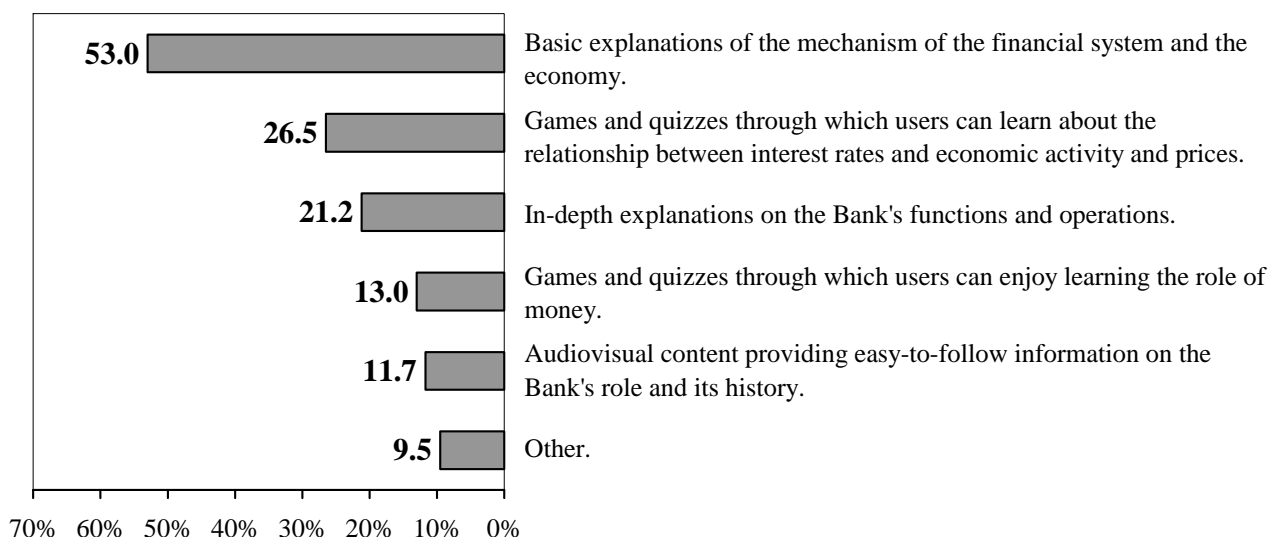 53.0
Basic explanations of the mechanism of the financial system and the
economy.
26.5
Games and quizzes through which users can learn about the
relationship between interest rates and economic activity and prices.
21.2
In-depth explanations on the Bank's functions and operations.
13.0
Games and quizzes through which users can enjoy learning the role of
money.
11.7
Audiovisual content providing easy-to-follow information on the
Bank's role and its history.
9.5
Other.
70% 60% 50% 40% 30% 20% 10% 0%